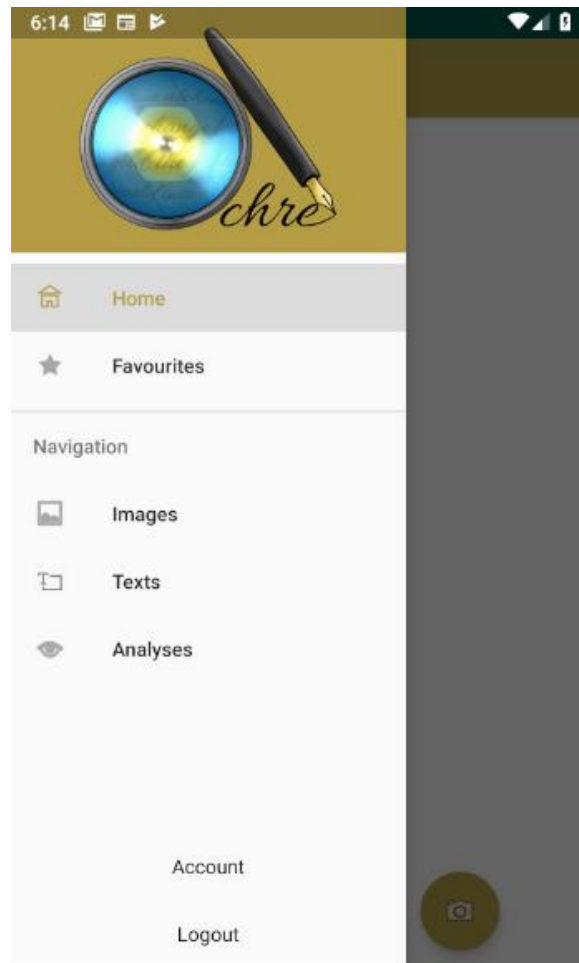 6:14
chre
Home
Favourites
Navigation
Images
Texts
Analyses
Account
Logout